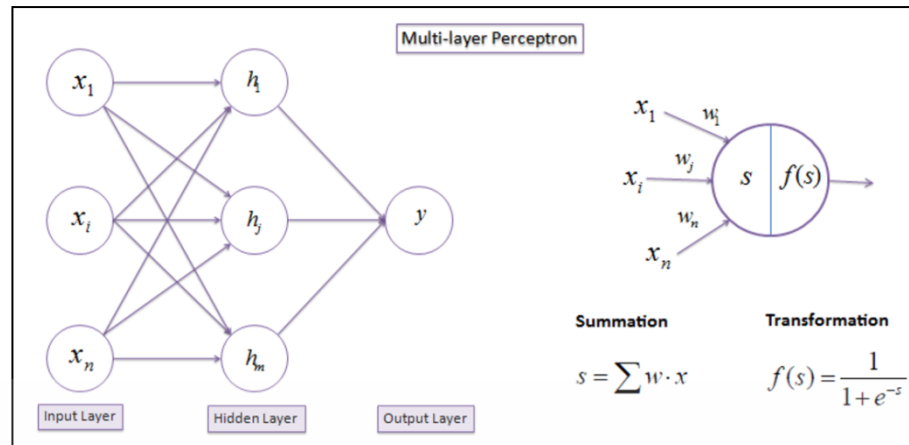 Multi-layer Perceptron
x₁
h₁
xᵢ
hⱼ
y
xₙ
hₘ
Input Layer
Hidden Layer
Output Layer
x₁
w₁
xᵢ
wⱼ
s
f(s)
wₙ
xₙ
Summation
Transformation
s = ∑ w · x
f(s) = 1 / (1 + e⁻ˢ)